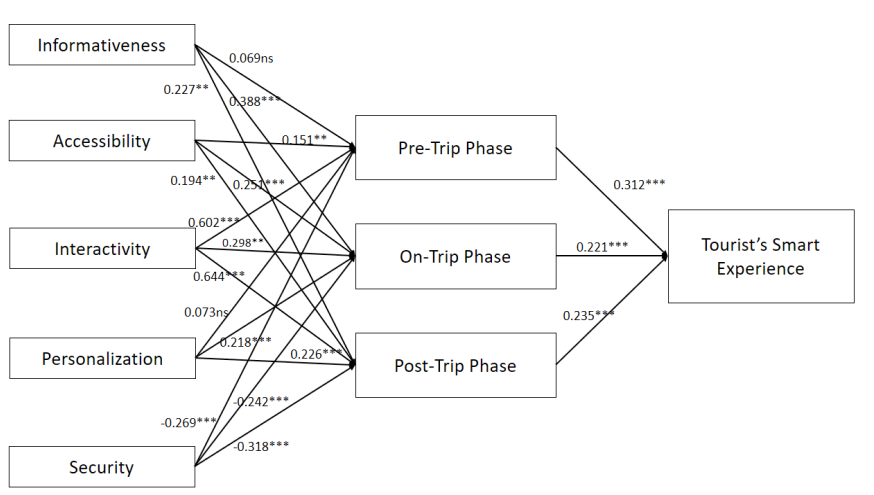 Informativeness
0.069ns
0.227**
0.388***
Accessibility
0.151**
Pre-Trip Phase
0.194**
0.251***
0.312***
0.602***
Interactivity
0.298**
On-Trip Phase
0.221***
Tourist's Smart
Experience
0.644***
0.073ns
0.218***
0.226***
0.235***
Personalization
Post-Trip Phase
-0.242***
-0.269***
-0.318***
Security